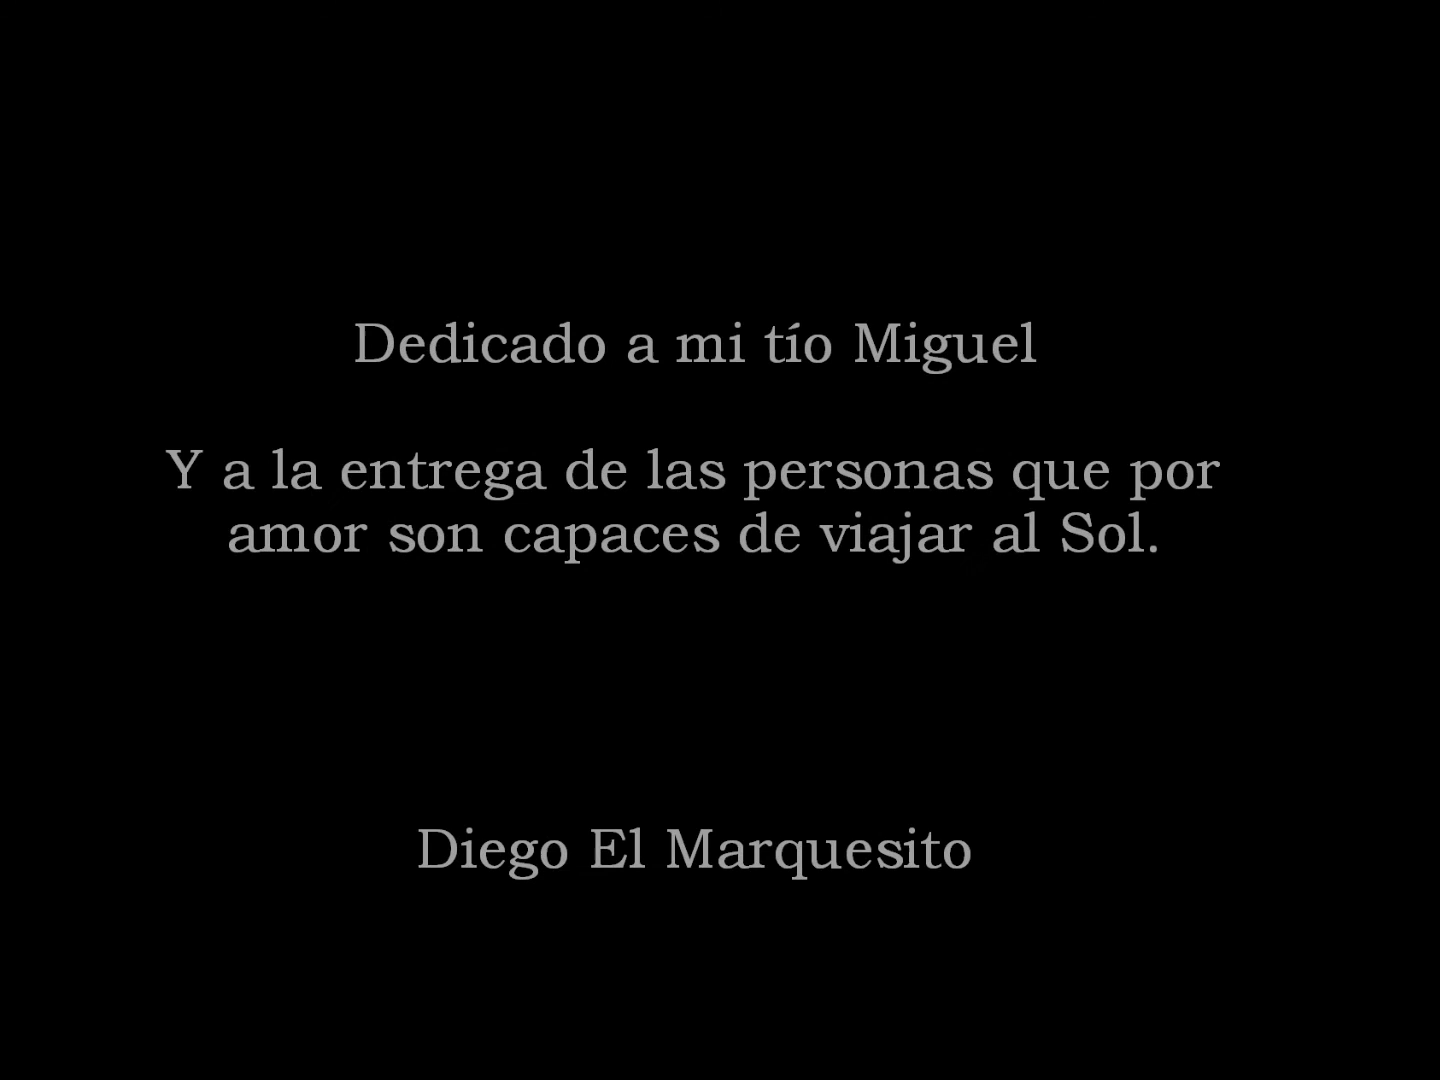 Dedicado a mi tío Miguel
Y a la entrega de las personas que por
amor son capaces de viajar al Sol.
Diego El Marquesito